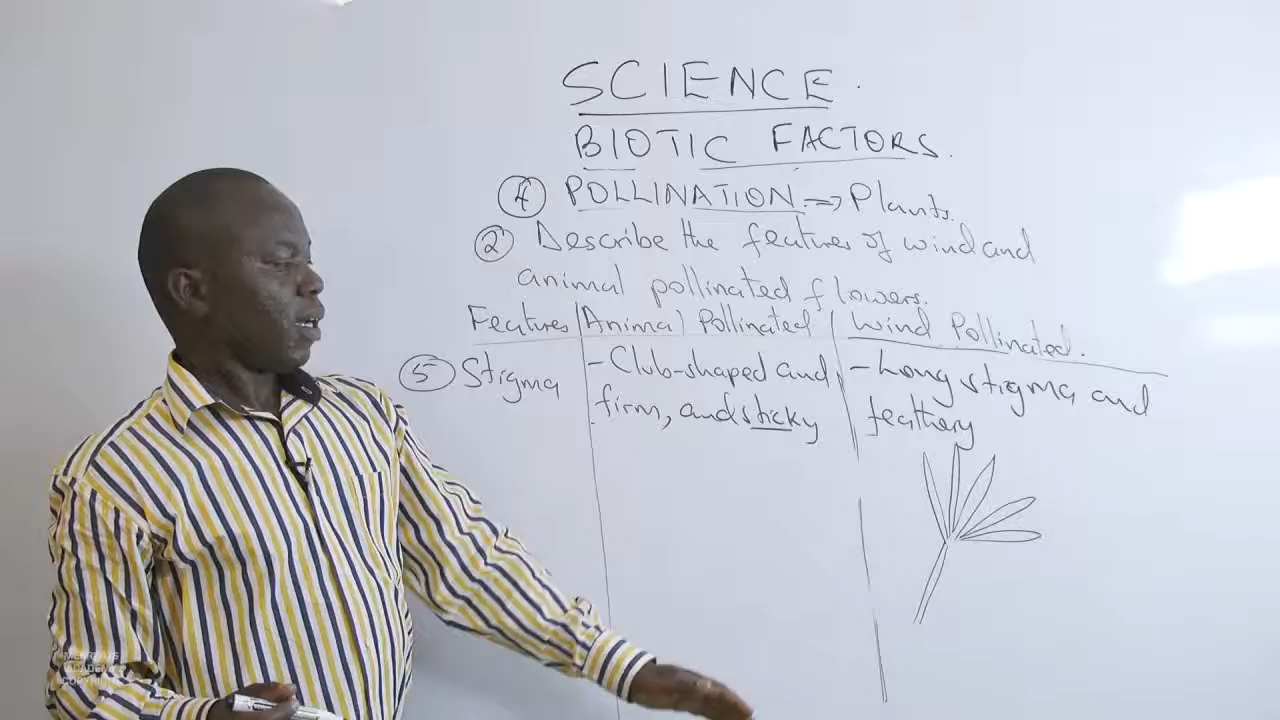 SCIENCE.
BIOTIC FACTORS.
4 POLLINATION. => Plants.
2 Describe the features of wind and
animal pollinated flowers.
Features Animal Pollinated Wind Pollinated.
5 Stigma - Club-shaped and - Long stigma and
firm, and sticky feathery